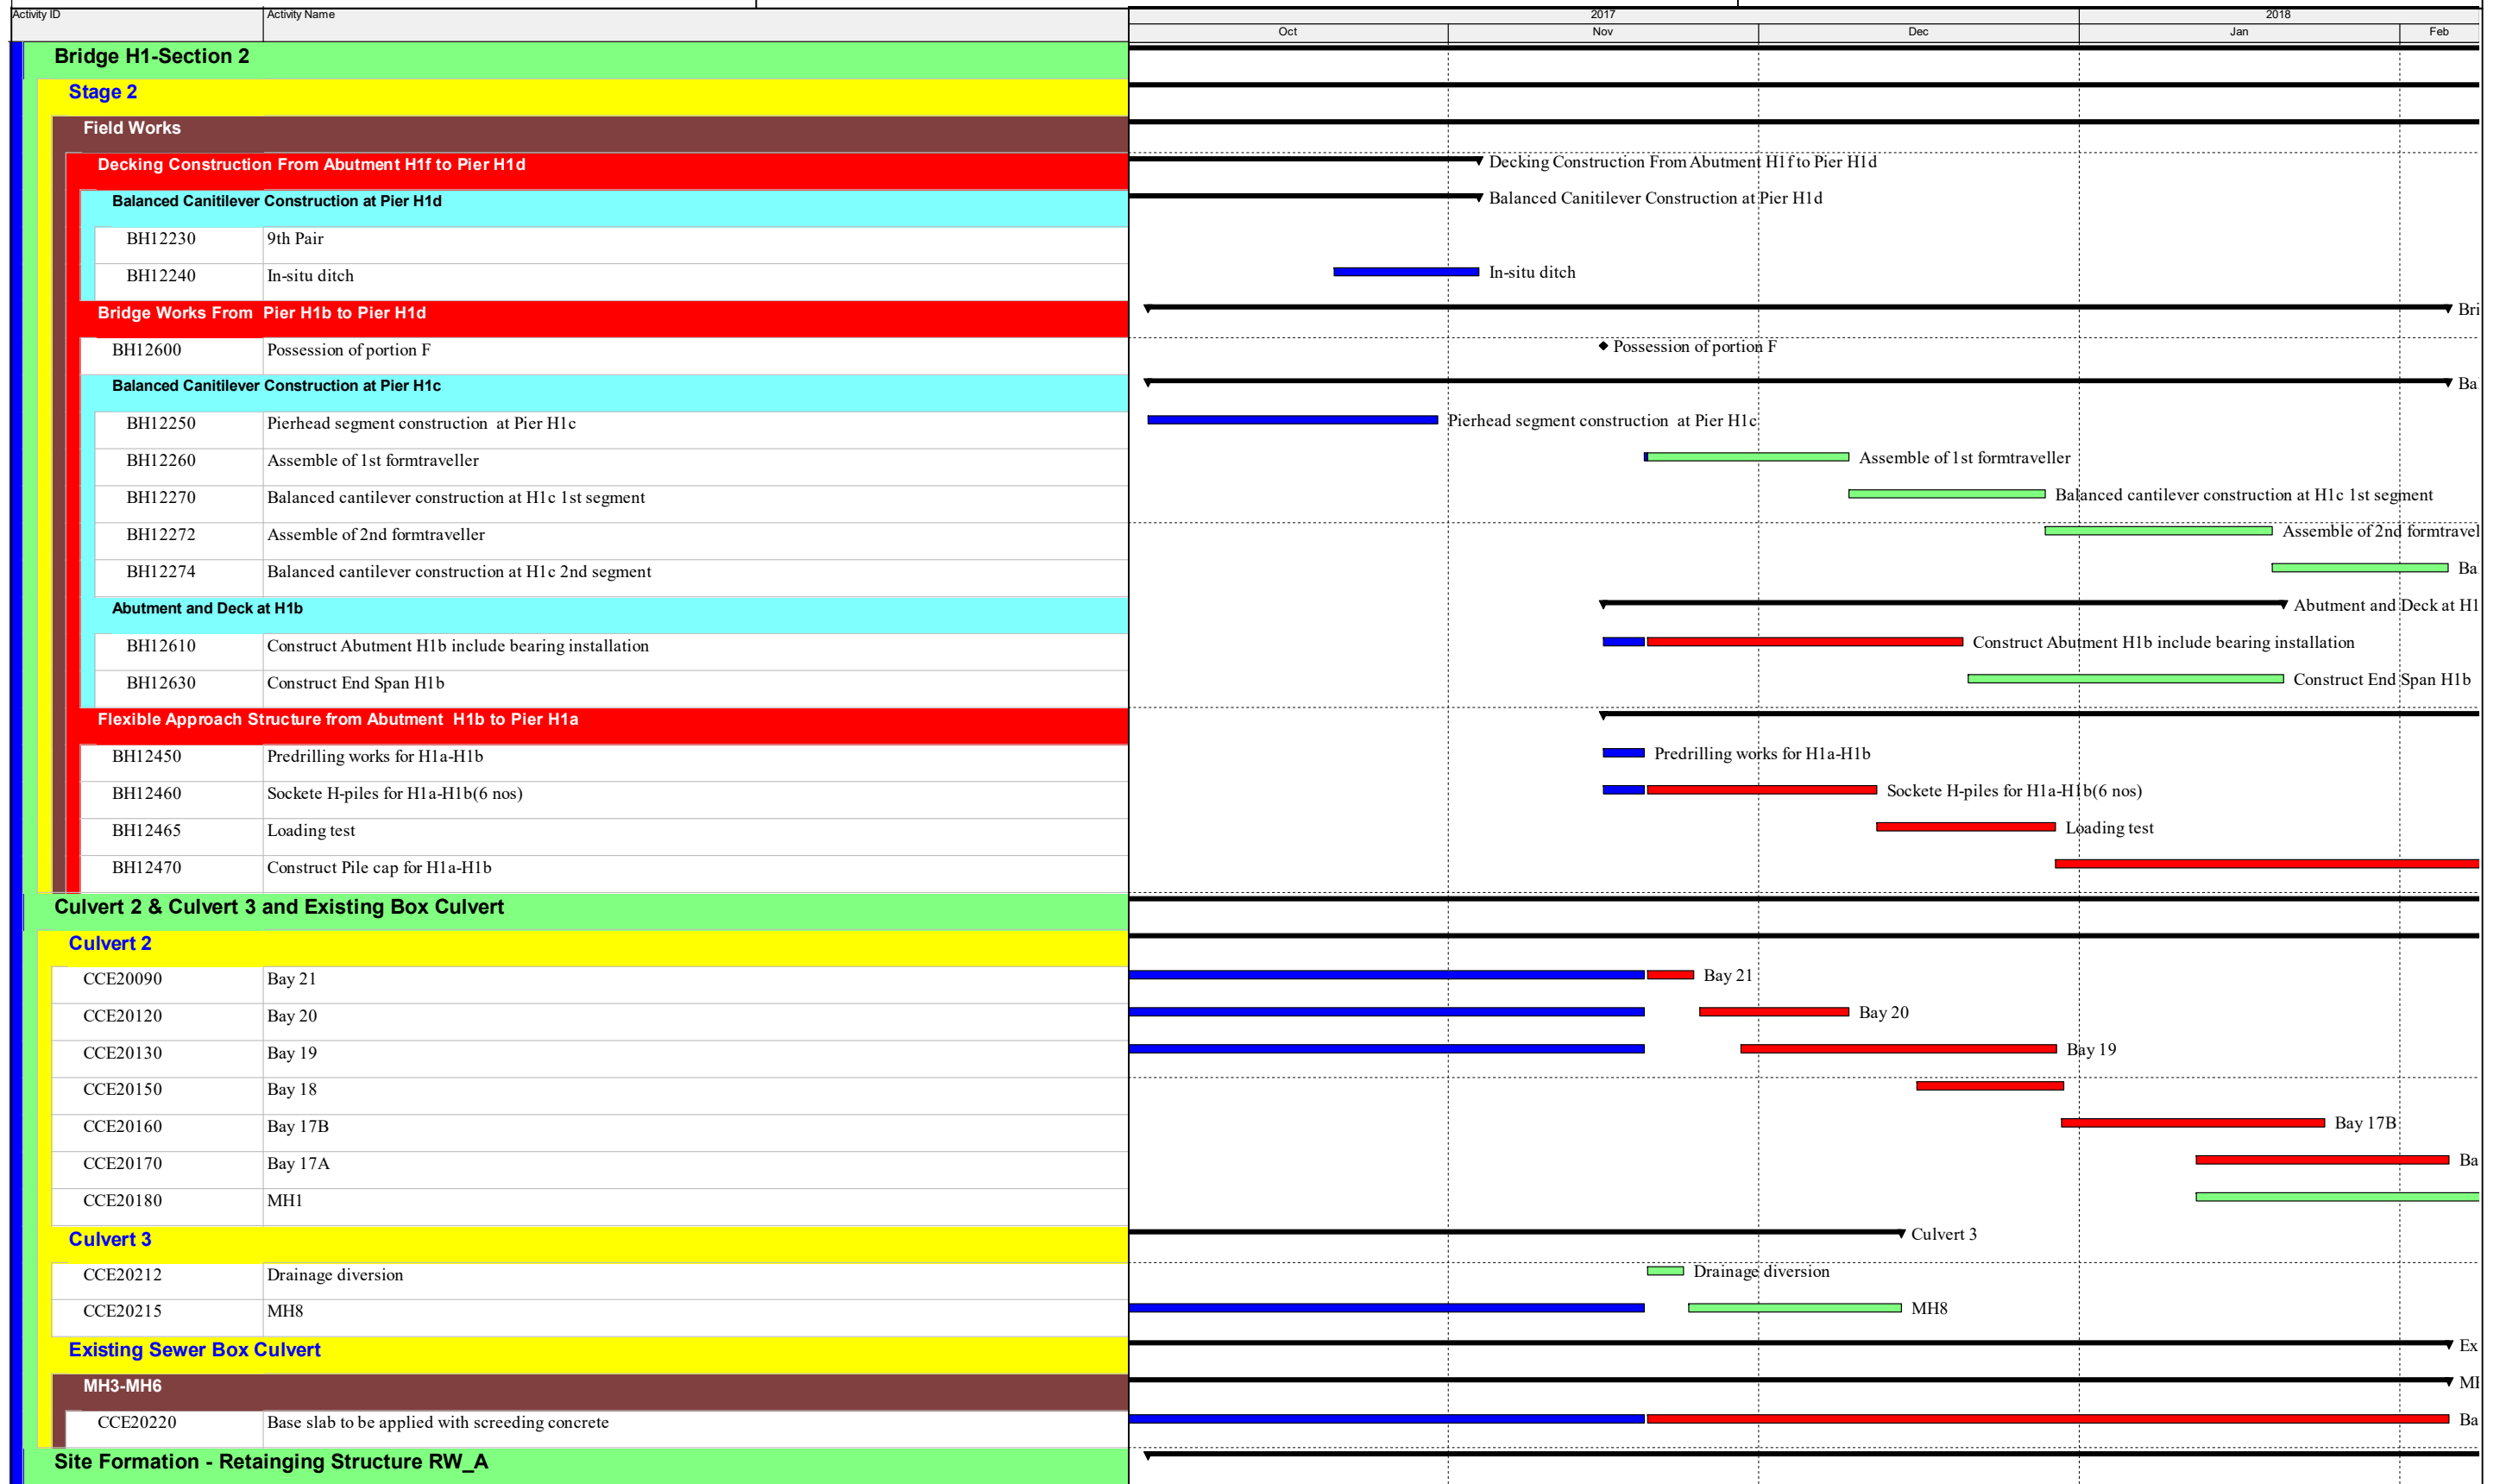 Activity ID Activity Name 2017 2018
Oct Nov Dec Jan Feb
Bridge H1-Section 2
Stage 2
Field Works
Decking Construction From Abutment H1f to Pier H1d Decking Construction From Abutment H1f to Pier H1d
Balanced Canitilever Construction at Pier H1d Balanced Canitilever Construction at Pier H1d
BH12230 9th Pair
BH12240 In-situ ditch In-situ ditch
Bridge Works From Pier H1b to Pier H1d Bri
BH12600 Possession of portion F Possession of portion F
Balanced Canitilever Construction at Pier H1c Ba
BH12250 Pierhead segment construction at Pier H1c Pierhead segment construction at Pier H1c
BH12260 Assemble of 1st formtraveller Assemble of 1st formtraveller
BH12270 Balanced cantilever construction at H1c 1st segment Balanced cantilever construction at H1c 1st segment
BH12272 Assemble of 2nd formtraveller Assemble of 2nd formtravel
BH12274 Balanced cantilever construction at H1c 2nd segment Ba
Abutment and Deck at H1b Abutment and Deck at H1
BH12610 Construct Abutment H1b include bearing installation Construct Abutment H1b include bearing installation
BH12630 Construct End Span H1b Construct End Span H1b
Flexible Approach Structure from Abutment H1b to Pier H1a
BH12450 Predrilling works for H1a-H1b Predrilling works for H1a-H1b
BH12460 Sockete H-piles for H1a-H1b(6 nos) Sockete H-piles for H1a-H1b(6 nos)
BH12465 Loading test Loading test
BH12470 Construct Pile cap for H1a-H1b
Culvert 2 & Culvert 3 and Existing Box Culvert
Culvert 2
CCE20090 Bay 21 Bay 21
CCE20120 Bay 20 Bay 20
CCE20130 Bay 19 Bay 19
CCE20150 Bay 18
CCE20160 Bay 17B Bay 17B
CCE20170 Bay 17A Ba
CCE20180 MH1
Culvert 3 Culvert 3
CCE20212 Drainage diversion Drainage diversion
CCE20215 MH8 MH8
Existing Sewer Box Culvert Ex
MH3-MH6 MH
CCE20220 Base slab to be applied with screeding concrete Ba
Site Formation - Retainging Structure RW_A